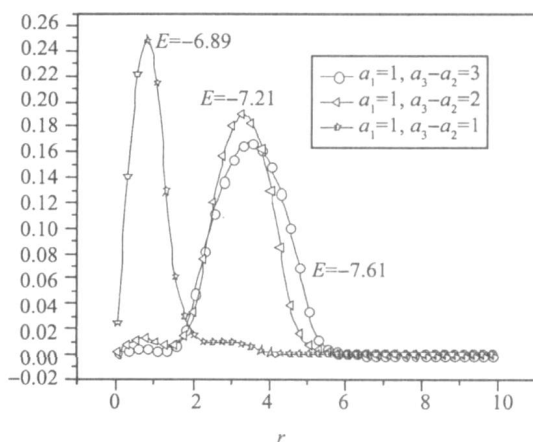 0.26
0.24
0.22
0.20
0.18
0.16
0.14
0.12
0.10
0.08
0.06
0.04
0.02
0.00
−0.02
E=−6.89
E=−7.21
E=−7.61
a₁=1, a₃−a₂=3
a₁=1, a₃−a₂=2
a₁=1, a₃−a₂=1
0 2 4 6 8 10
r